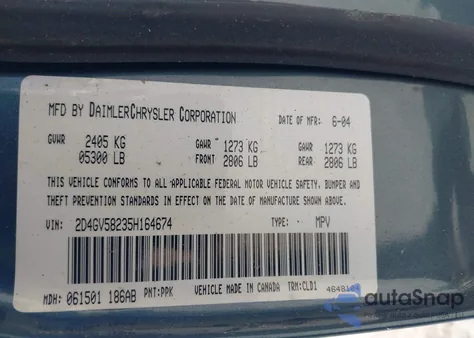 MFD BY DAIMLERCHRYSLER CORPORATION DATE OF MFR: 6-04
GVWR 2405 KG GAWR 1273 KG GAWR 1273 KG
05300 LB FRONT 2806 LB REAR 2806 LB
THIS VEHICLE CONFORMS TO ALL APPLICABLE FEDERAL MOTOR VEHICLE SAFETY, BUMPER AND
THEFT PREVENTION STANDARDS IN EFFECT ON THE DATE OF MANUFACTURE SHOWN ABOVE.
VIN: 2D4GV58235H164674 TYPE: MPV
MDH: 061501 186AB PNT:PPK VEHICLE MADE IN CANADA TRM:CLD1
autoSnap